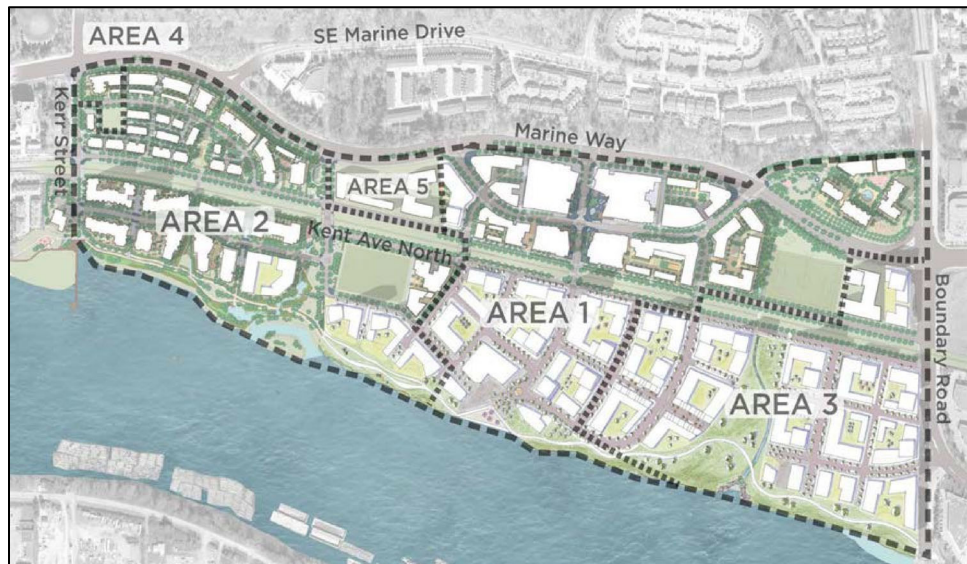 AREA 4
SE Marine Drive
Kerr Street
Marine Way
AREA 5
AREA 2
Kent Ave North
AREA 1
Boundary Road
AREA 3